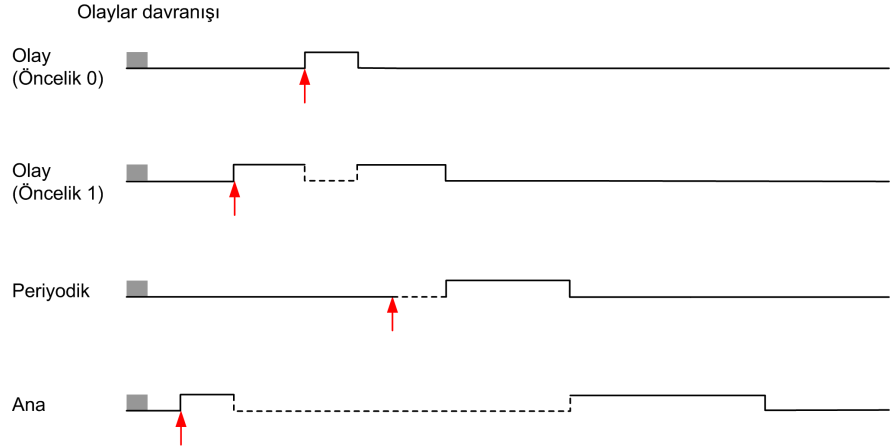 Olaylar davranışı
Olay
(Öncelik 0)
Olay
(Öncelik 1)
Periyodik
Ana